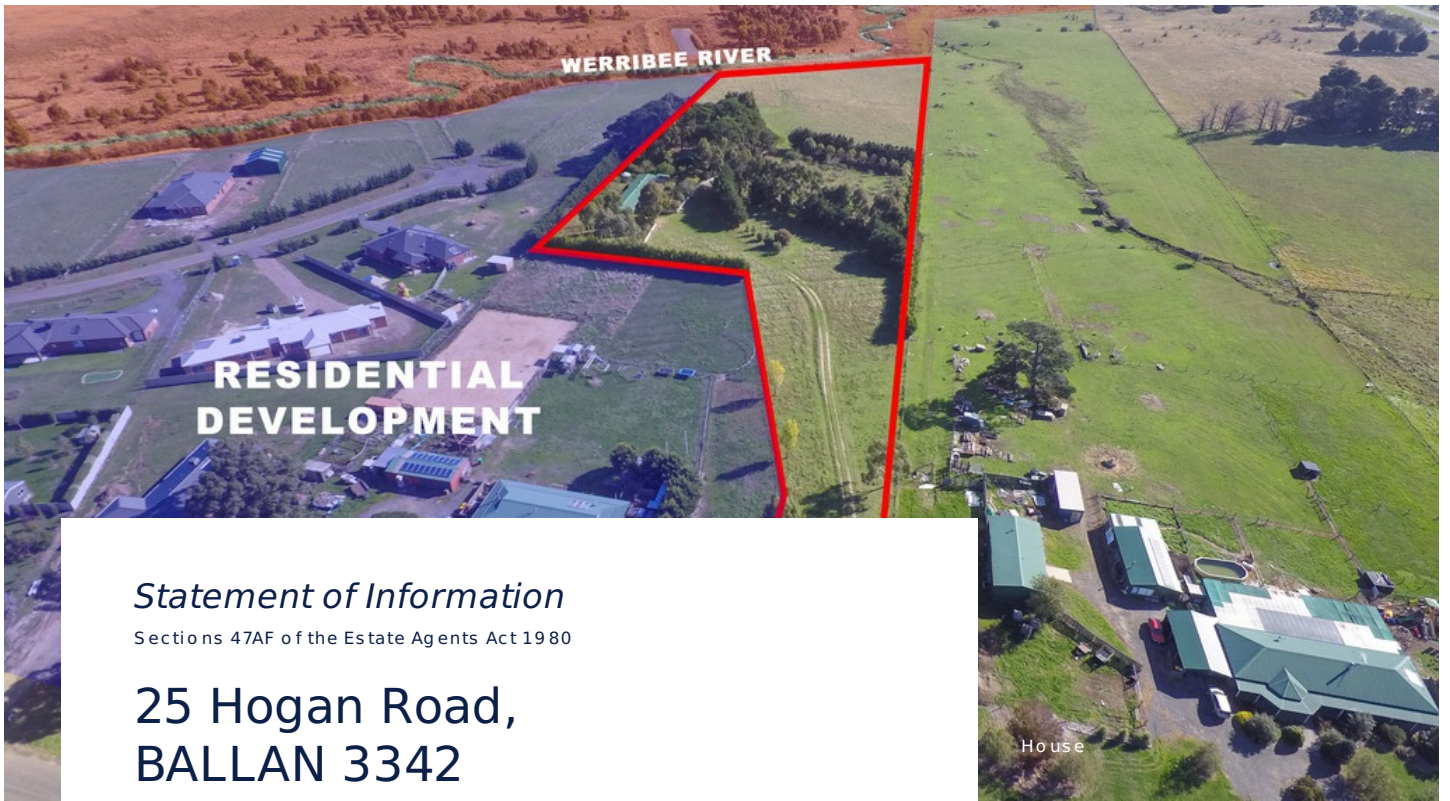 WERRIBEE RIVER
RESIDENTIAL
DEVELOPMENT
Statement of Information
Sections 47AF of the Estate Agents Act 1980
25 Hogan Road,
BALLAN 3342
House